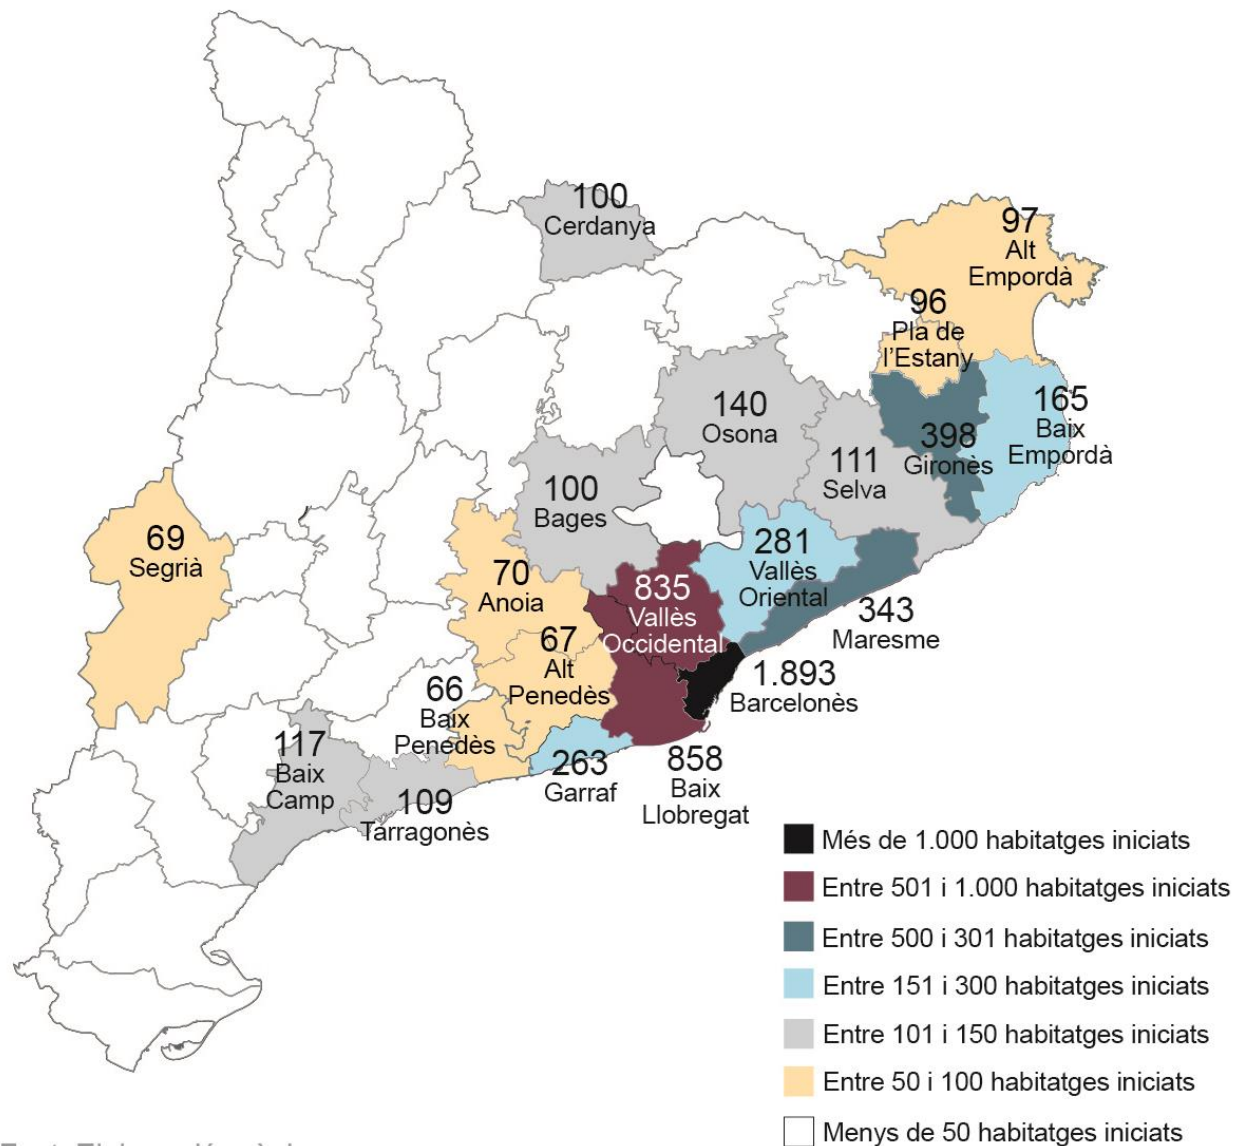 100
Cerdanya
97
Alt
Empordà
96
Pla de
l'Estany
165
Baix
Empordà
398
Gironès
140
Osona
111
Selva
100
Bages
69
Segrià
70
Anoia
281
Vallès
Oriental
835
Vallès
Occidental
343
Maresme
67
Alt
Penedès
1.893
Barcelonès
66
Baix
Penedès
117
Baix
Camp
109
Tarragonès
263
Garraf
858
Baix
Llobregat
Més de 1.000 habitatges iniciats
Entre 501 i 1.000 habitatges iniciats
Entre 500 i 301 habitatges iniciats
Entre 151 i 300 habitatges iniciats
Entre 101 i 150 habitatges iniciats
Entre 50 i 100 habitatges iniciats
Menys de 50 habitatges iniciats